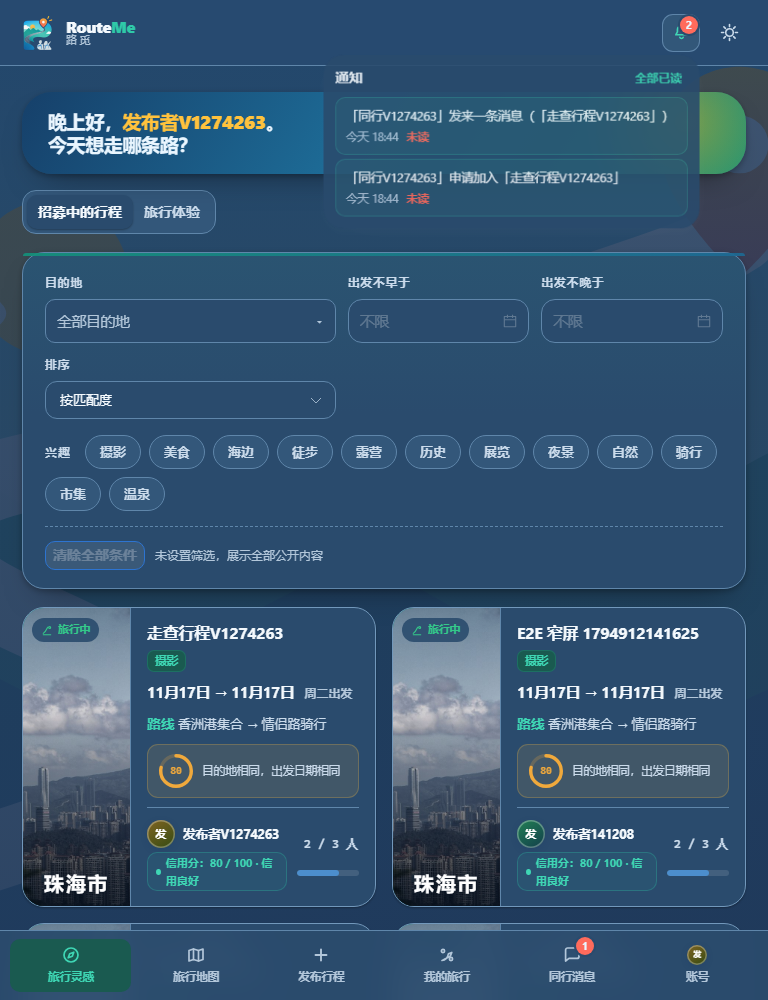 RouteMe
路觅
2
通知
全部已读
「同行V1274263」发来一条消息（「走查行程V1274263」）
今天 18:44 未读
「同行V1274263」申请加入「走查行程V1274263」
今天 18:44 未读
晚上好，发布者V1274263。
今天想走哪条路？
招募中的行程
旅行体验
目的地
出发不早于
出发不晚于
全部目的地
不限
不限
排序
按匹配度
兴趣 摄影 美食 海边 徒步 露营 历史 展览 夜景 自然 骑行
市集 温泉
清除全部条件 未设置筛选，展示全部公开内容
旅行中
走查行程V1274263
摄影
11月17日 → 11月17日 周二出发
路线 香洲港集合 → 情侣路骑行
80 目的地相同，出发日期相同
发 发布者V1274263
2 / 3 人
信用分：80 / 100 · 信
用良好
珠海市
旅行中
E2E 窄屏 1794912141625
摄影
11月17日 → 11月17日 周二出发
路线 香洲港集合 → 情侣路骑行
80 目的地相同，出发日期相同
发 发布者141208
2 / 3 人
信用分：80 / 100 · 信
用良好
珠海市
旅行灵感
旅行地图
发布行程
我的旅行
1
同行消息
发
账号